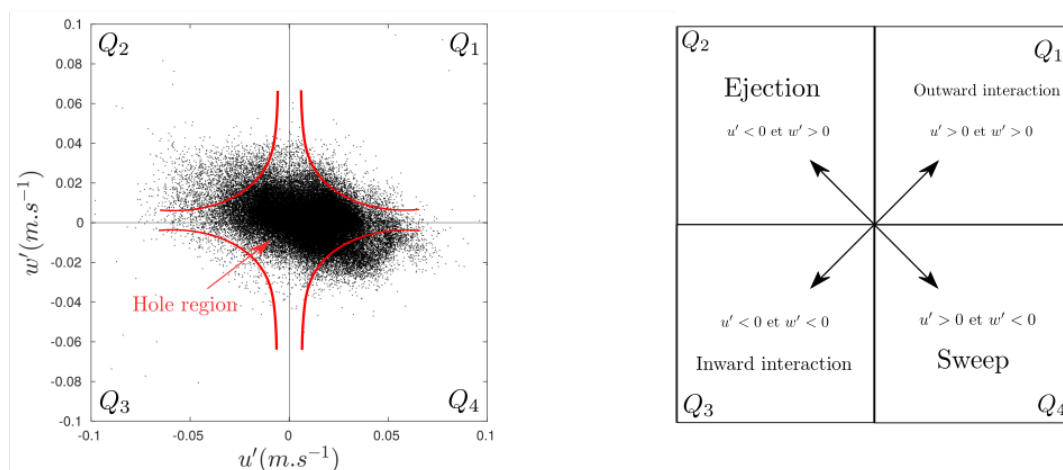 0.1
Q₂
Q₁
0.08
0.06
0.04
0.02
0
-0.02
-0.04
-0.06
-0.08
-0.1
w'(m.s⁻¹)
Hole region
Q₃
Q₄
-0.1
-0.05
0
0.05
0.1
u'(m.s⁻¹)
Q₂
Q₁
Ejection
Outward interaction
u' < 0 et w' > 0
u' > 0 et w' > 0
u' < 0 et w' < 0
u' > 0 et w' < 0
Inward interaction
Sweep
Q₃
Q₄